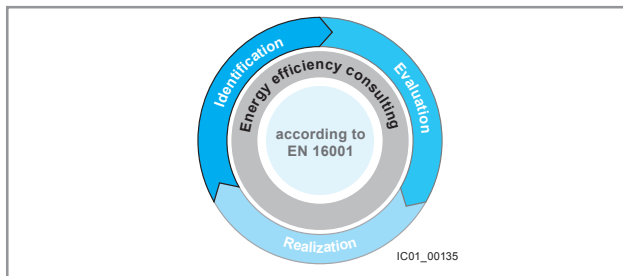 Identification
Evaluation
Energy efficiency consulting
according to
EN 16001
Realization
IC01_00135